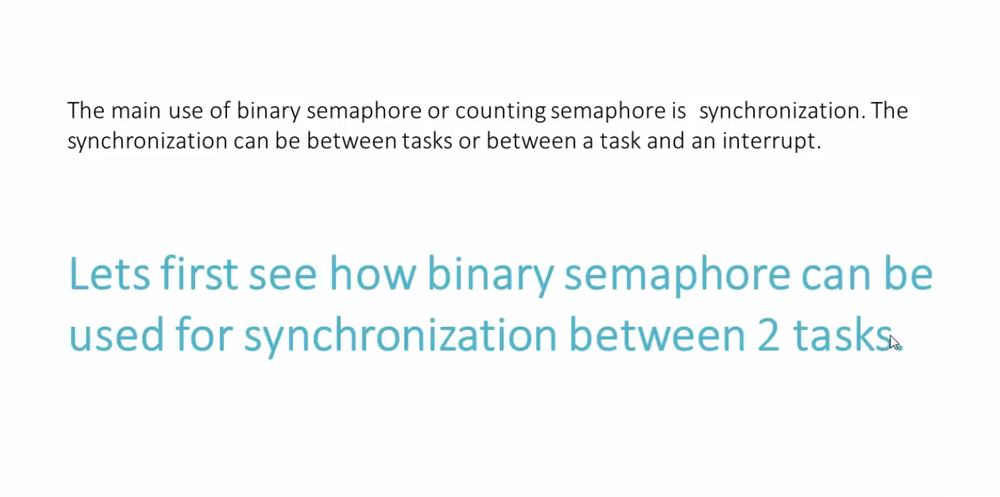 The main use of binary semaphore or counting semaphore is synchronization. The
synchronization can be between tasks or between a task and an interrupt.
Lets first see how binary semaphore can be
used for synchronization between 2 tasks.